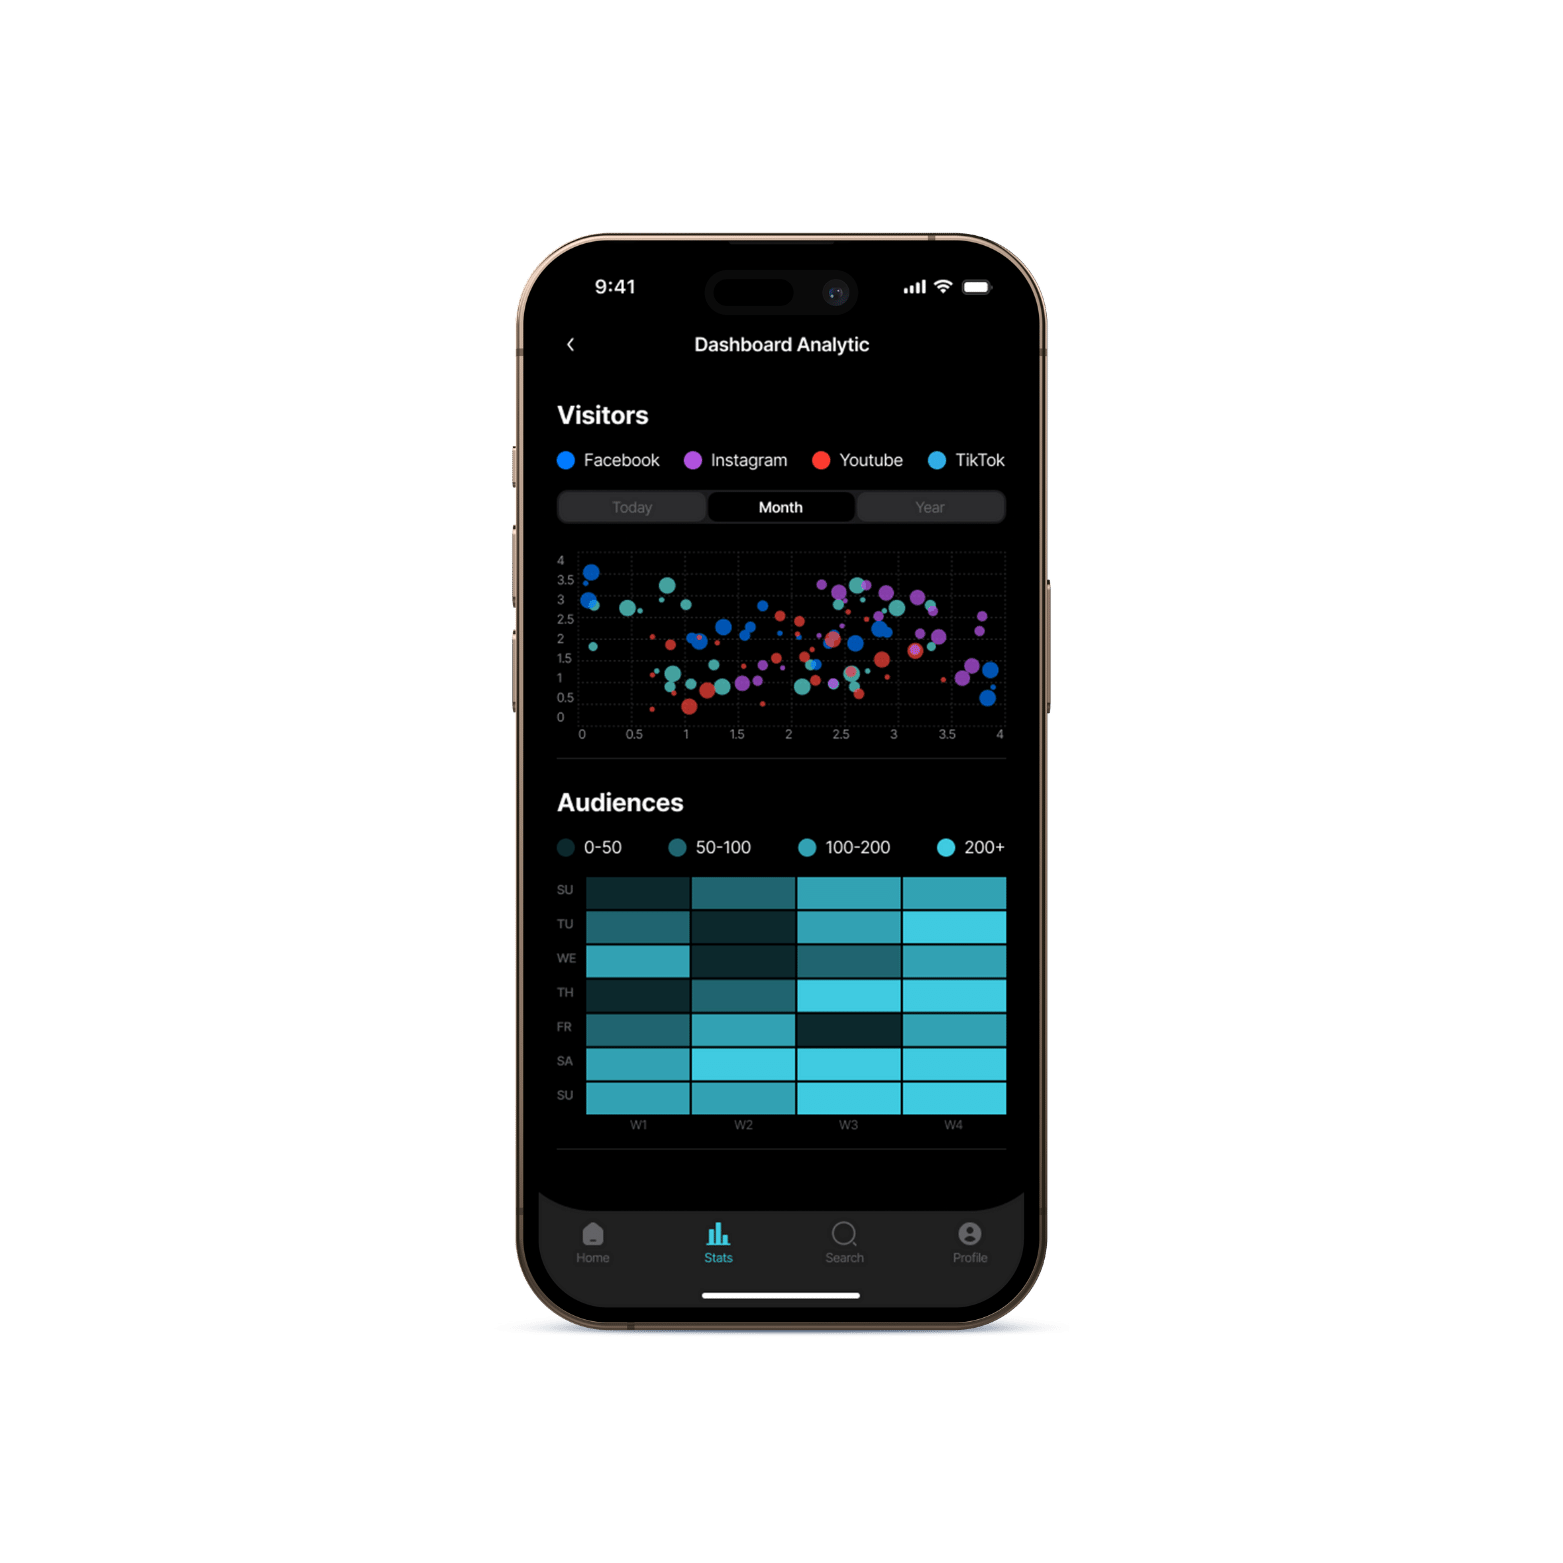 9:41
Dashboard Analytic
Visitors
Facebook Instagram Youtube TikTok
Today Month Year
4
3.5
3
2.5
2
1.5
1
0.5
0
0 0.5 1 1.5 2 2.5 3 3.5 4
Audiences
0-50 50-100 100-200 200+
SU
TU
WE
TH
FR
SA
SU
W1 W2 W3 W4
Home Stats Search Profile